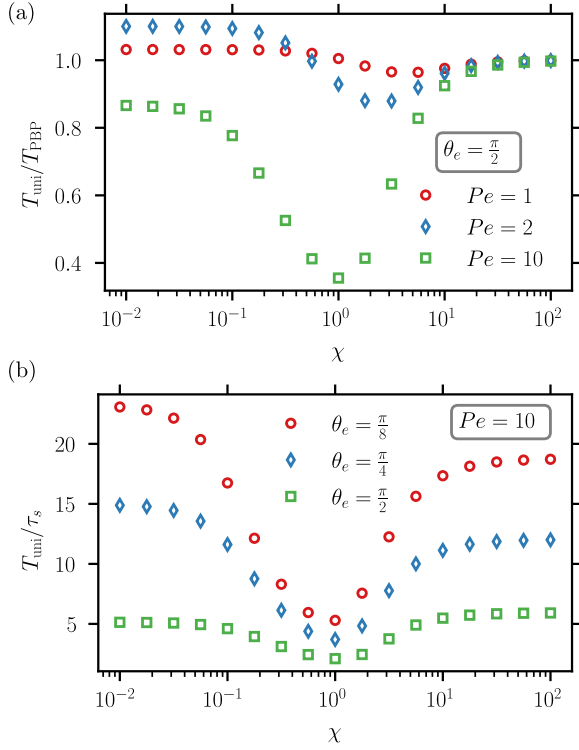 (a)
T_uni/T_PBP
1.0
0.8
0.6
0.4
θ_e = π/2
Pe = 1
Pe = 2
Pe = 10
10^−2 10^−1 10^0 10^1 10^2
χ
(b)
T_uni/τ_s
20
15
10
5
θ_e = π/8
θ_e = π/4
θ_e = π/2
Pe = 10
10^−2 10^−1 10^0 10^1 10^2
χ